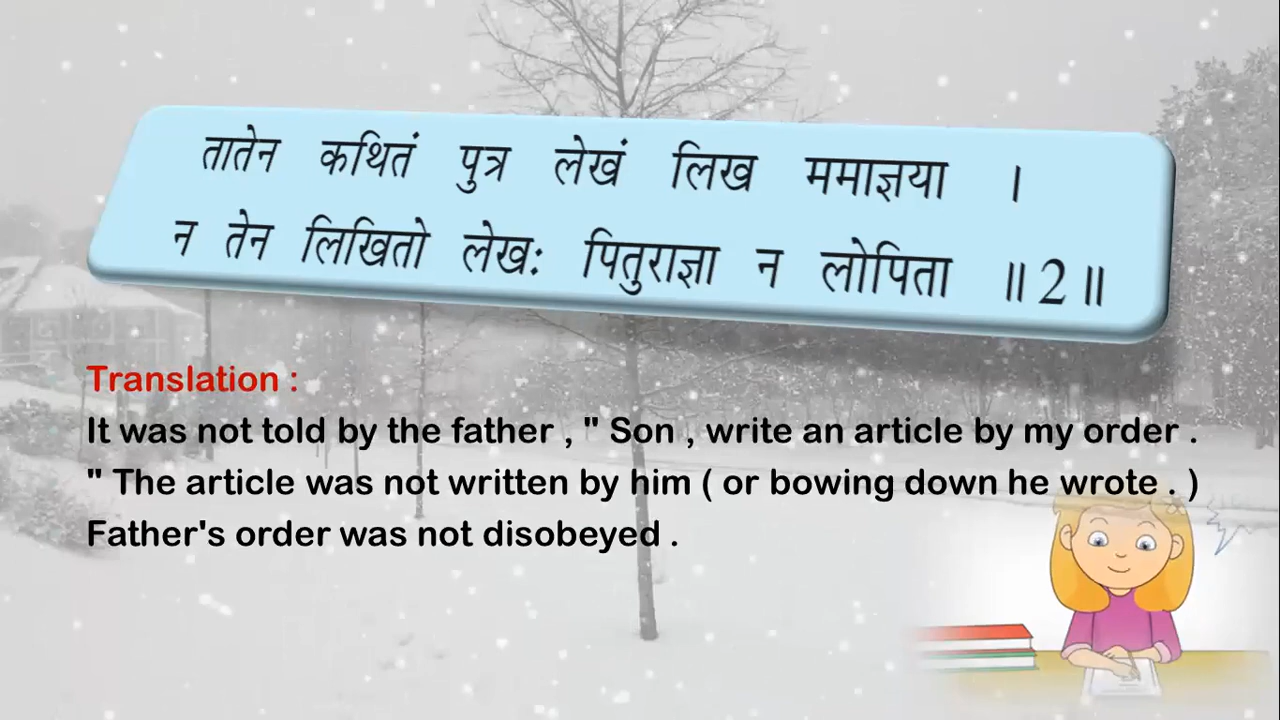 तातेन कथितं पुत्र लेखं लिख ममाज्ञया ।
न तेन लिखितो लेखः पितुराज्ञा न लोपिता ॥2॥
Translation :
It was not told by the father , " Son , write an article by my order .
" The article was not written by him ( or bowing down he wrote . )
Father's order was not disobeyed .